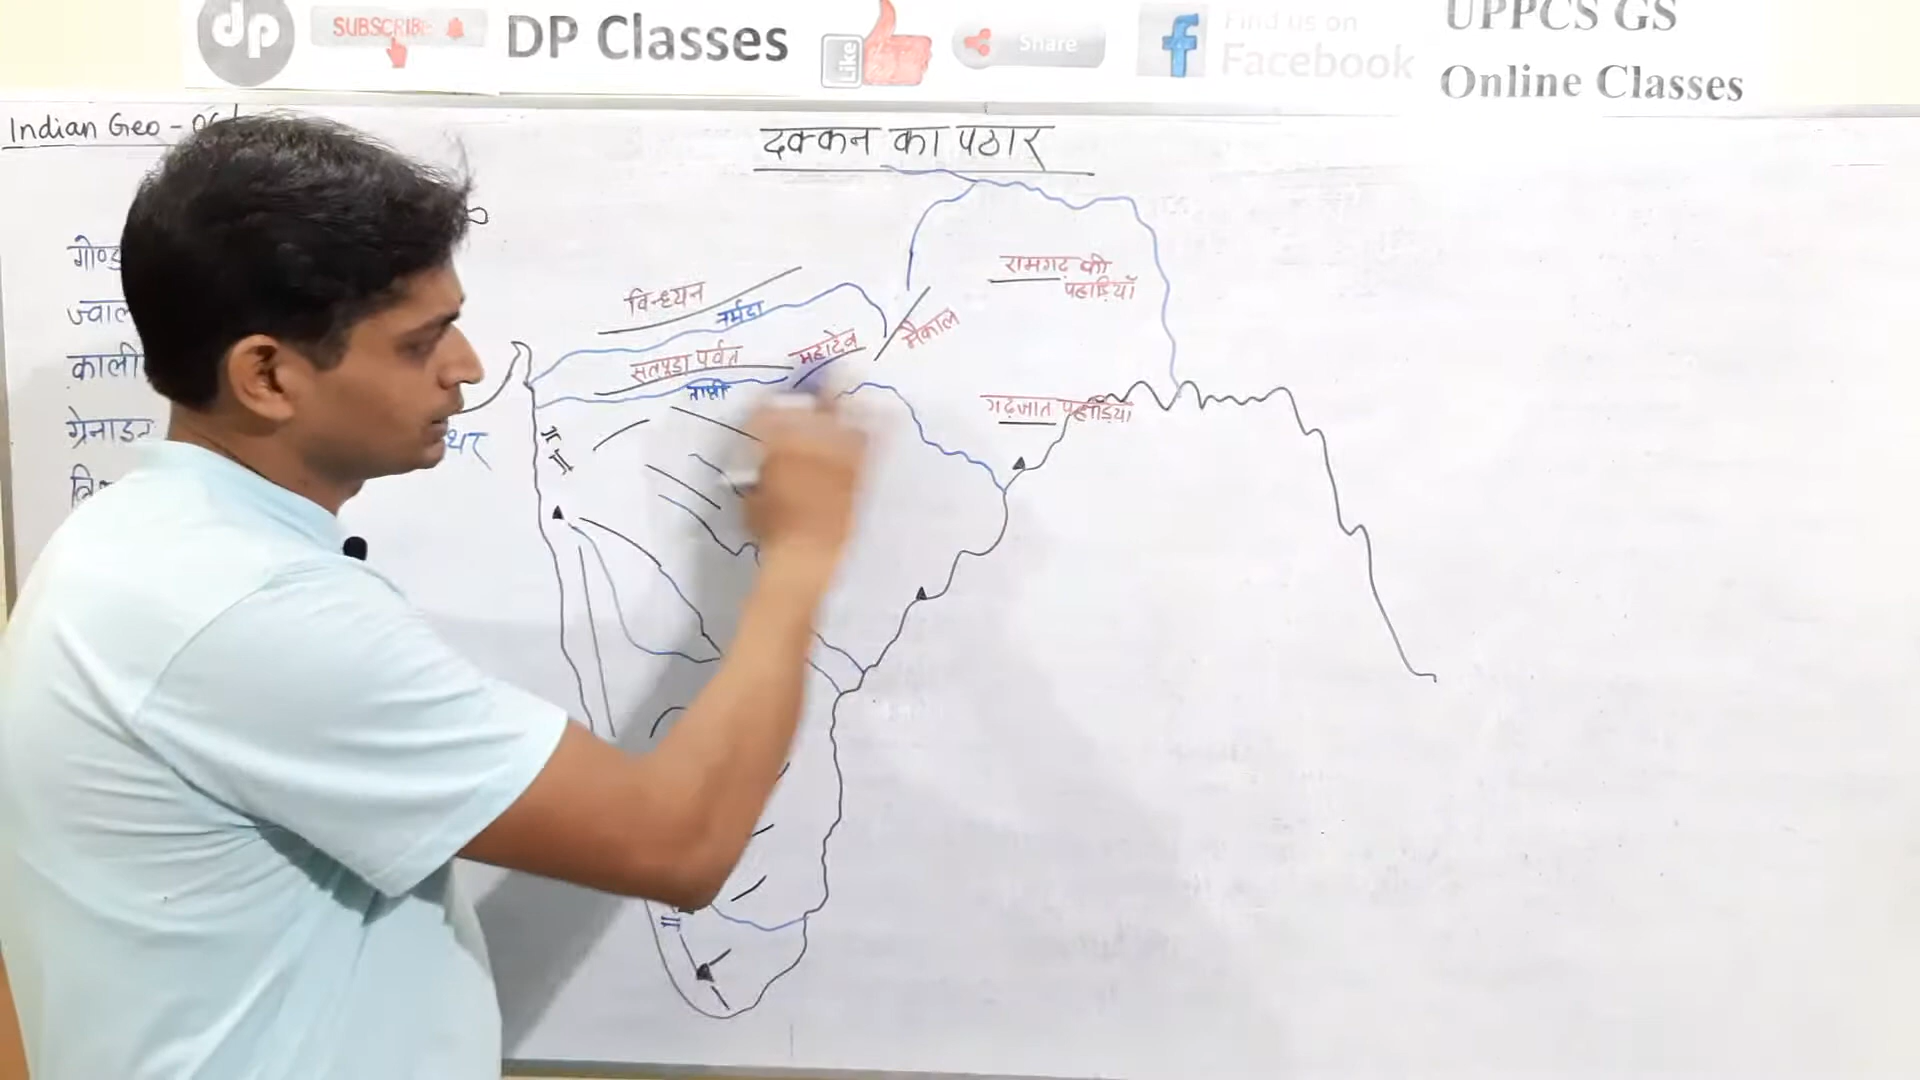 dp
SUBSCRIBE
DP Classes
Like
Share
Find us on
Facebook
UPPCS GS
Online Classes
Indian Geo -
दक्कन का पठार
रामगढ़ की
पहाड़ियाँ
विन्ध्यन
नर्मदा
मैकाल
महादेव
सतपूडा पर्वत
ताप्ती
गढ़जात पहाड़ियाँ